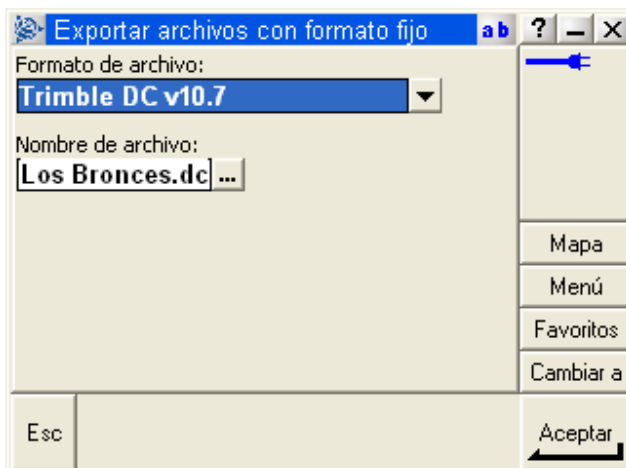 Exportar archivos con formato fijo ab ? – X
Formato de archivo:
Trimble DC v10.7
Nombre de archivo:
Los Bronces.dc ...
Mapa
Menú
Favoritos
Cambiar a
Esc Aceptar